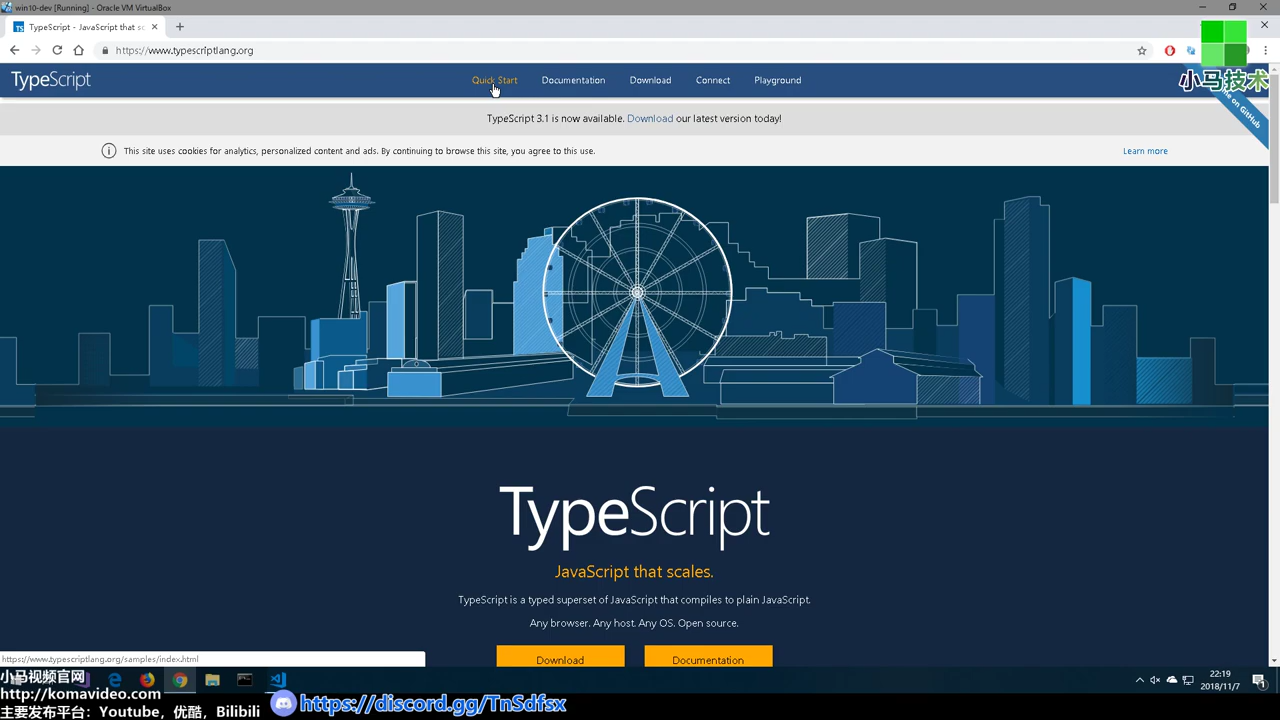 win10-dev [Running] - Oracle VM VirtualBox
TypeScript - JavaScript that sc
https://www.typescriptlang.org
TypeScript
Quick Start
Documentation
Download
Connect
Playground
小马技术
me on GitHub
TypeScript 3.1 is now available. Download our latest version today!
This site uses cookies for analytics, personalized content and ads. By continuing to browse this site, you agree to this use.
Learn more
TypeScript
JavaScript that scales.
TypeScript is a typed superset of JavaScript that compiles to plain JavaScript.
Any browser. Any host. Any OS. Open source.
Download
Documentation
https://www.typescriptlang.org/samples/index.html
小马视频官网
http://komavideo.com
主要发布平台：Youtube，优酷，Bilibili
https://discord.gg/TnSdfsx
22:19
2018/11/7